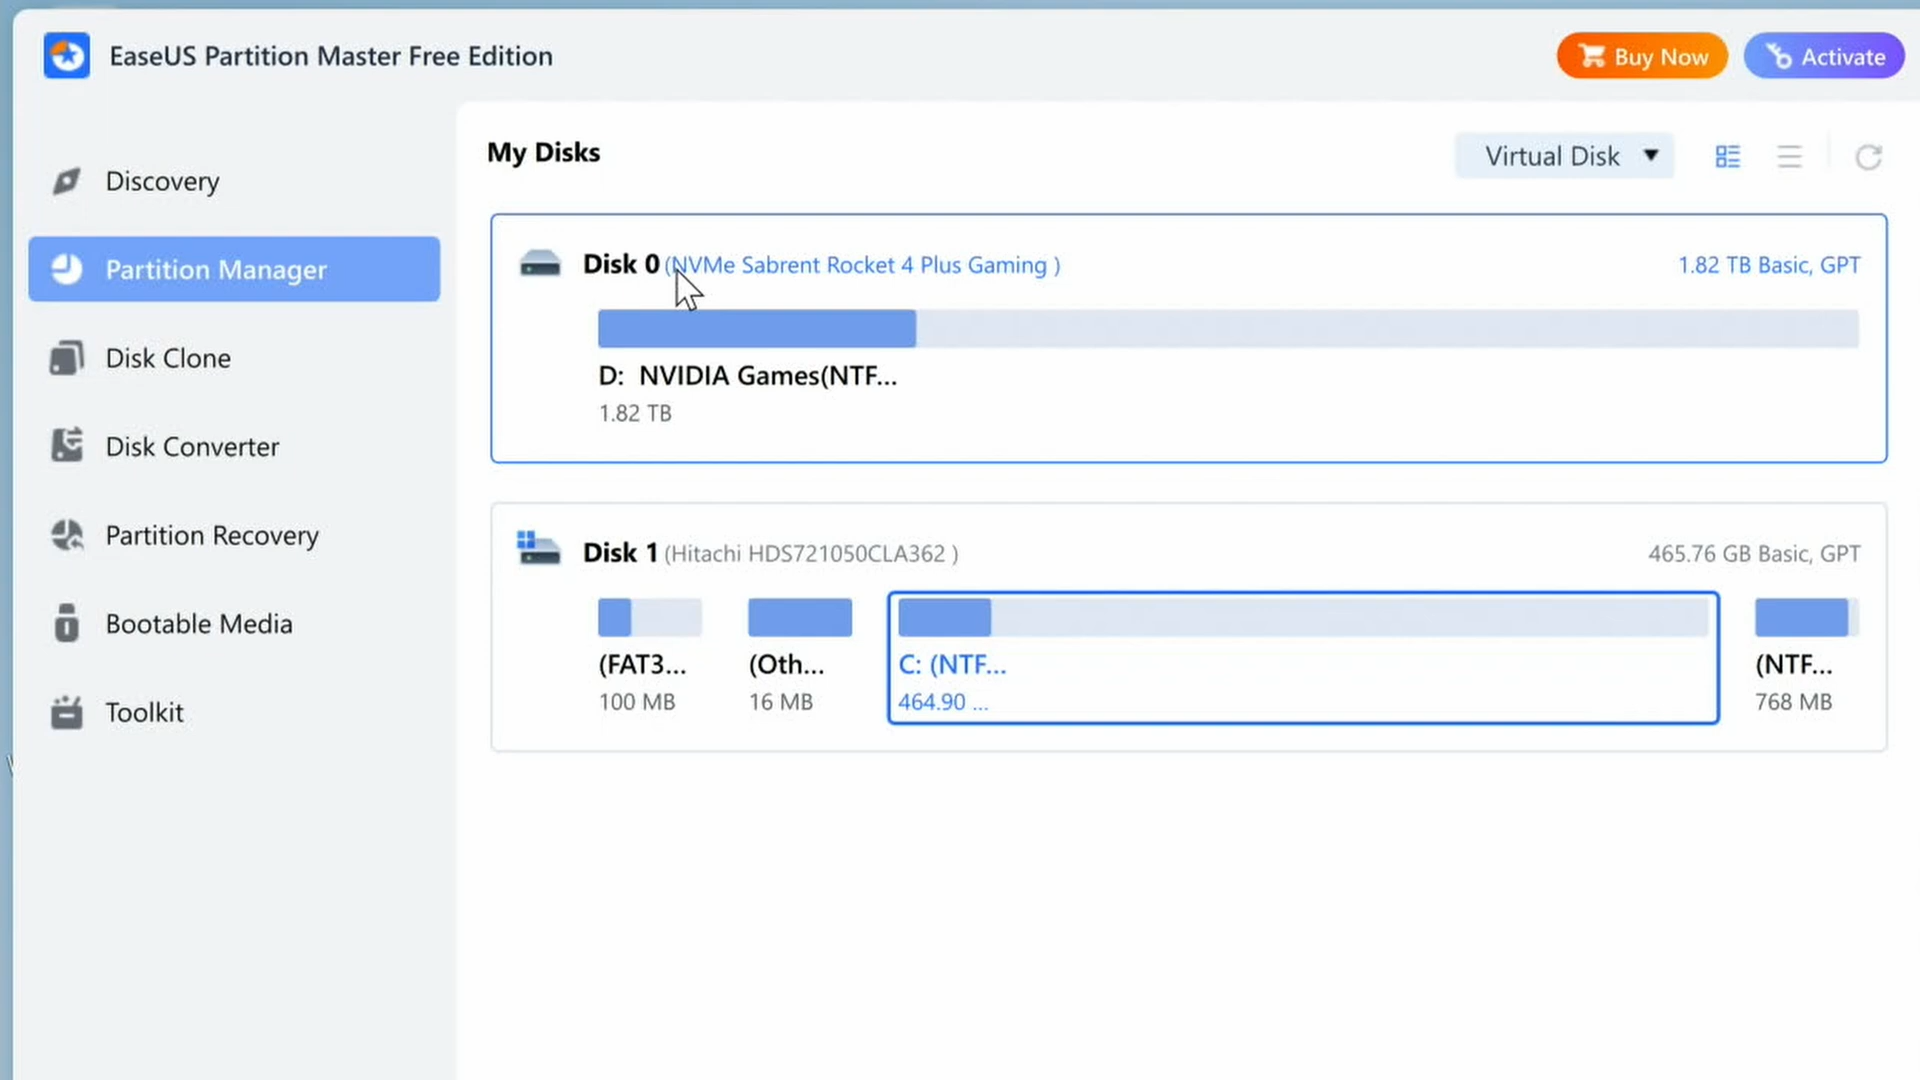 EaseUS Partition Master Free Edition
Buy Now
Activate
Discovery
Partition Manager
Disk Clone
Disk Converter
Partition Recovery
Bootable Media
Toolkit
My Disks
Virtual Disk
Disk 0 (NVMe Sabrent Rocket 4 Plus Gaming )
1.82 TB Basic, GPT
D: NVIDIA Games(NTF...
1.82 TB
Disk 1 (Hitachi HDS721050CLA362 )
465.76 GB Basic, GPT
(FAT3...
100 MB
(Oth...
16 MB
C: (NTF...
464.90 ...
(NTF...
768 MB